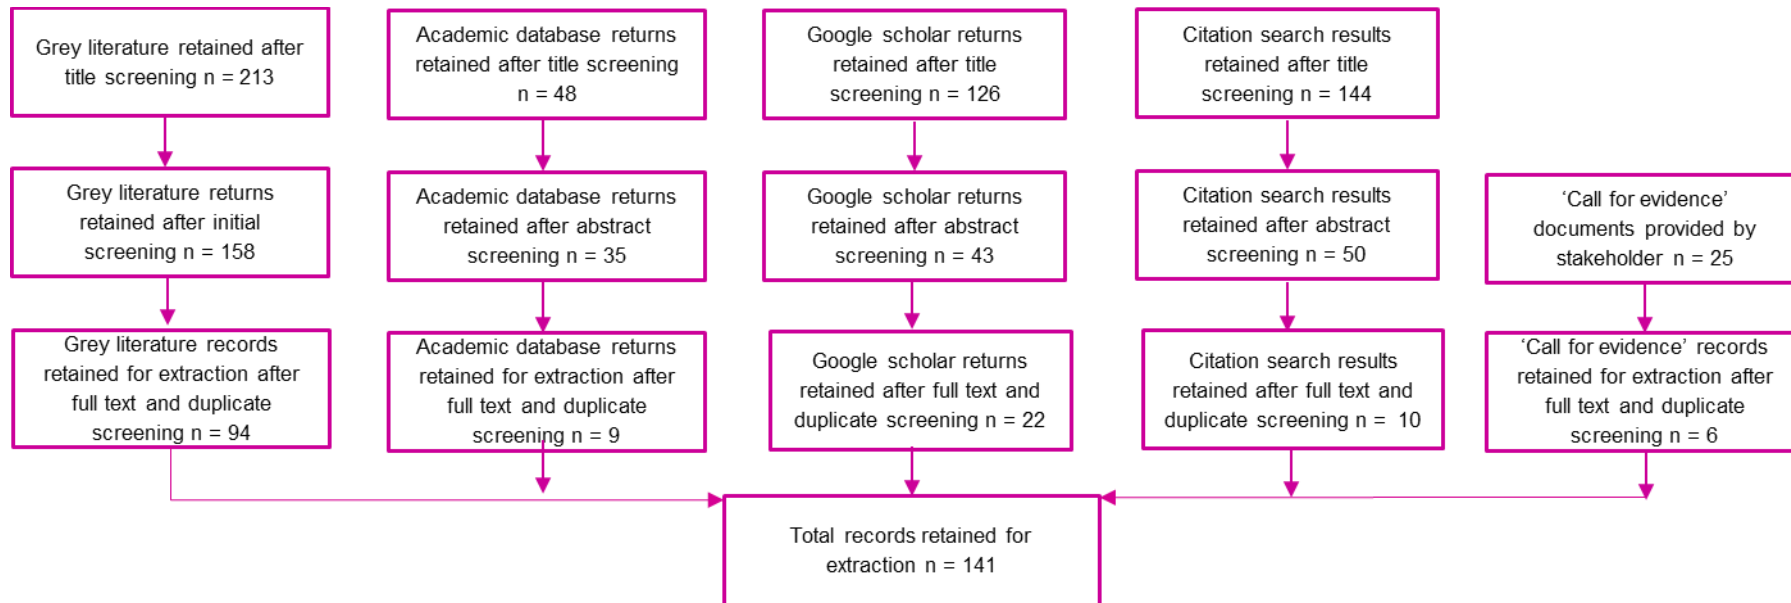 Grey literature retained after
title screening n = 213
Academic database returns
retained after title screening
n = 48
Google scholar returns
retained after title
screening n = 126
Citation search results
retained after title
screening n = 144
Grey literature returns
retained after initial
screening n = 158
Academic database returns
retained after abstract
screening n = 35
Google scholar returns
retained after abstract
screening n = 43
Citation search results
retained after abstract
screening n = 50
‘Call for evidence’
documents provided by
stakeholder n = 25
Grey literature records
retained for extraction after
full text and duplicate
screening n = 94
Academic database returns
retained for extraction after
full text and duplicate
screening n = 9
Google scholar returns
retained after full text and
duplicate screening n = 22
Citation search results
retained after full text and
duplicate screening n = 10
‘Call for evidence’ records
retained for extraction after
full text and duplicate
screening n = 6
Total records retained for
extraction n = 141